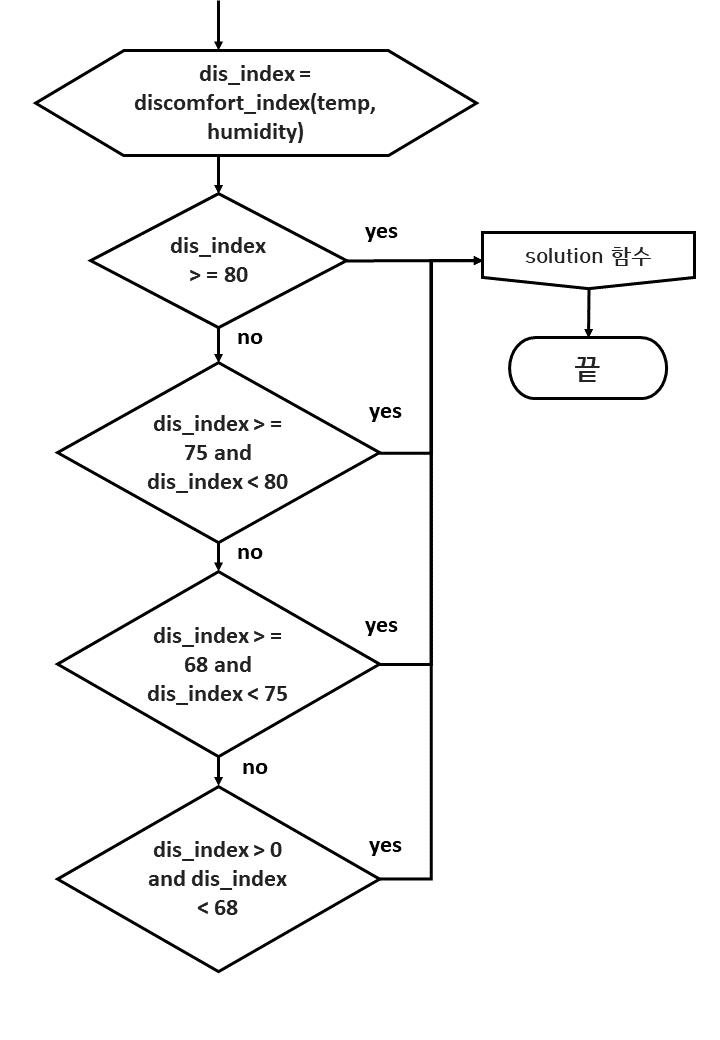 dis_index =
discomfort_index(temp,
humidity)
dis_index
> = 80
yes
solution 함수
끝
no
dis_index > =
75 and
dis_index < 80
yes
no
dis_index > =
68 and
dis_index < 75
yes
no
dis_index > 0
and dis_index
< 68
yes